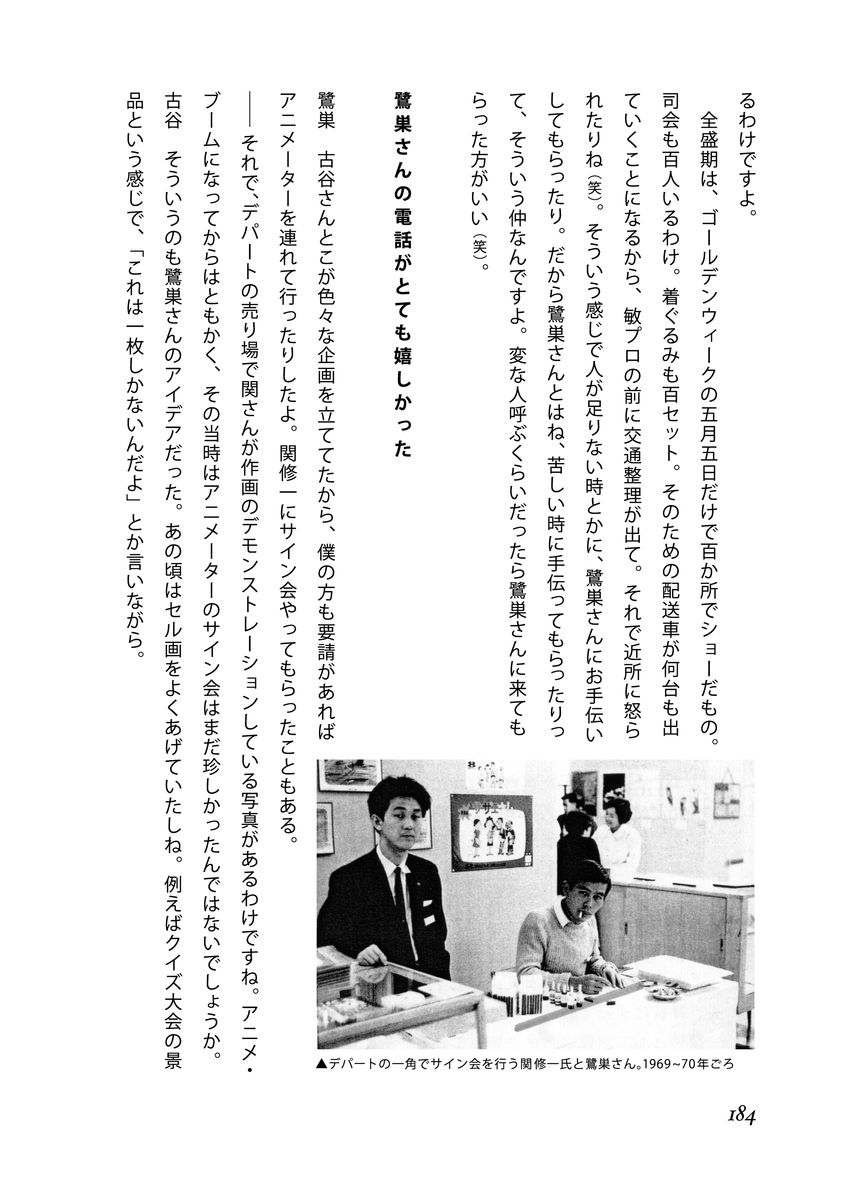 るわけですよ。
　全盛期は、ゴールデンウィークの五月五日だけで百か所でショーだもの。
司会も百人いるわけ。着ぐるみも百セット。そのための配送車が何台も出
ていくことになるから、敏プロの前に交通整理が出て。それで近所に怒ら
れたりね（笑）。そういう感じで人が足りない時とかに、鷺巣さんにお手伝い
してもらったり。だから鷺巣さんとはね、苦しい時に手伝ってもらったりっ
て、そういう仲なんですよ。変な人呼ぶくらいだったら鷺巣さんに来ても
らった方がいい（笑）。
鷺巣さんの電話がとても嬉しかった
鷺巣　古谷さんとこが色々な企画を立ててたから、僕の方も要請があれば
アニメーターを連れて行ったりしたよ。関修一にサイン会やってもらったこともある。
―― それで、デパートの売り場で関さんが作画のデモンストレーションしている写真があるわけですね。アニメ・
ブームになってからはともかく、その当時はアニメーターのサイン会はまだ珍しかったんではないでしょうか。
古谷　そういうのも鷺巣さんのアイデアだった。あの頃はセル画をよくあげていたしね。例えばクイズ大会の景
品という感じで、「これは一枚しかないんだよ」とか言いながら。
▲デパートの一角でサイン会を行う関修一氏と鷺巣さん。1969~70年ごろ
184